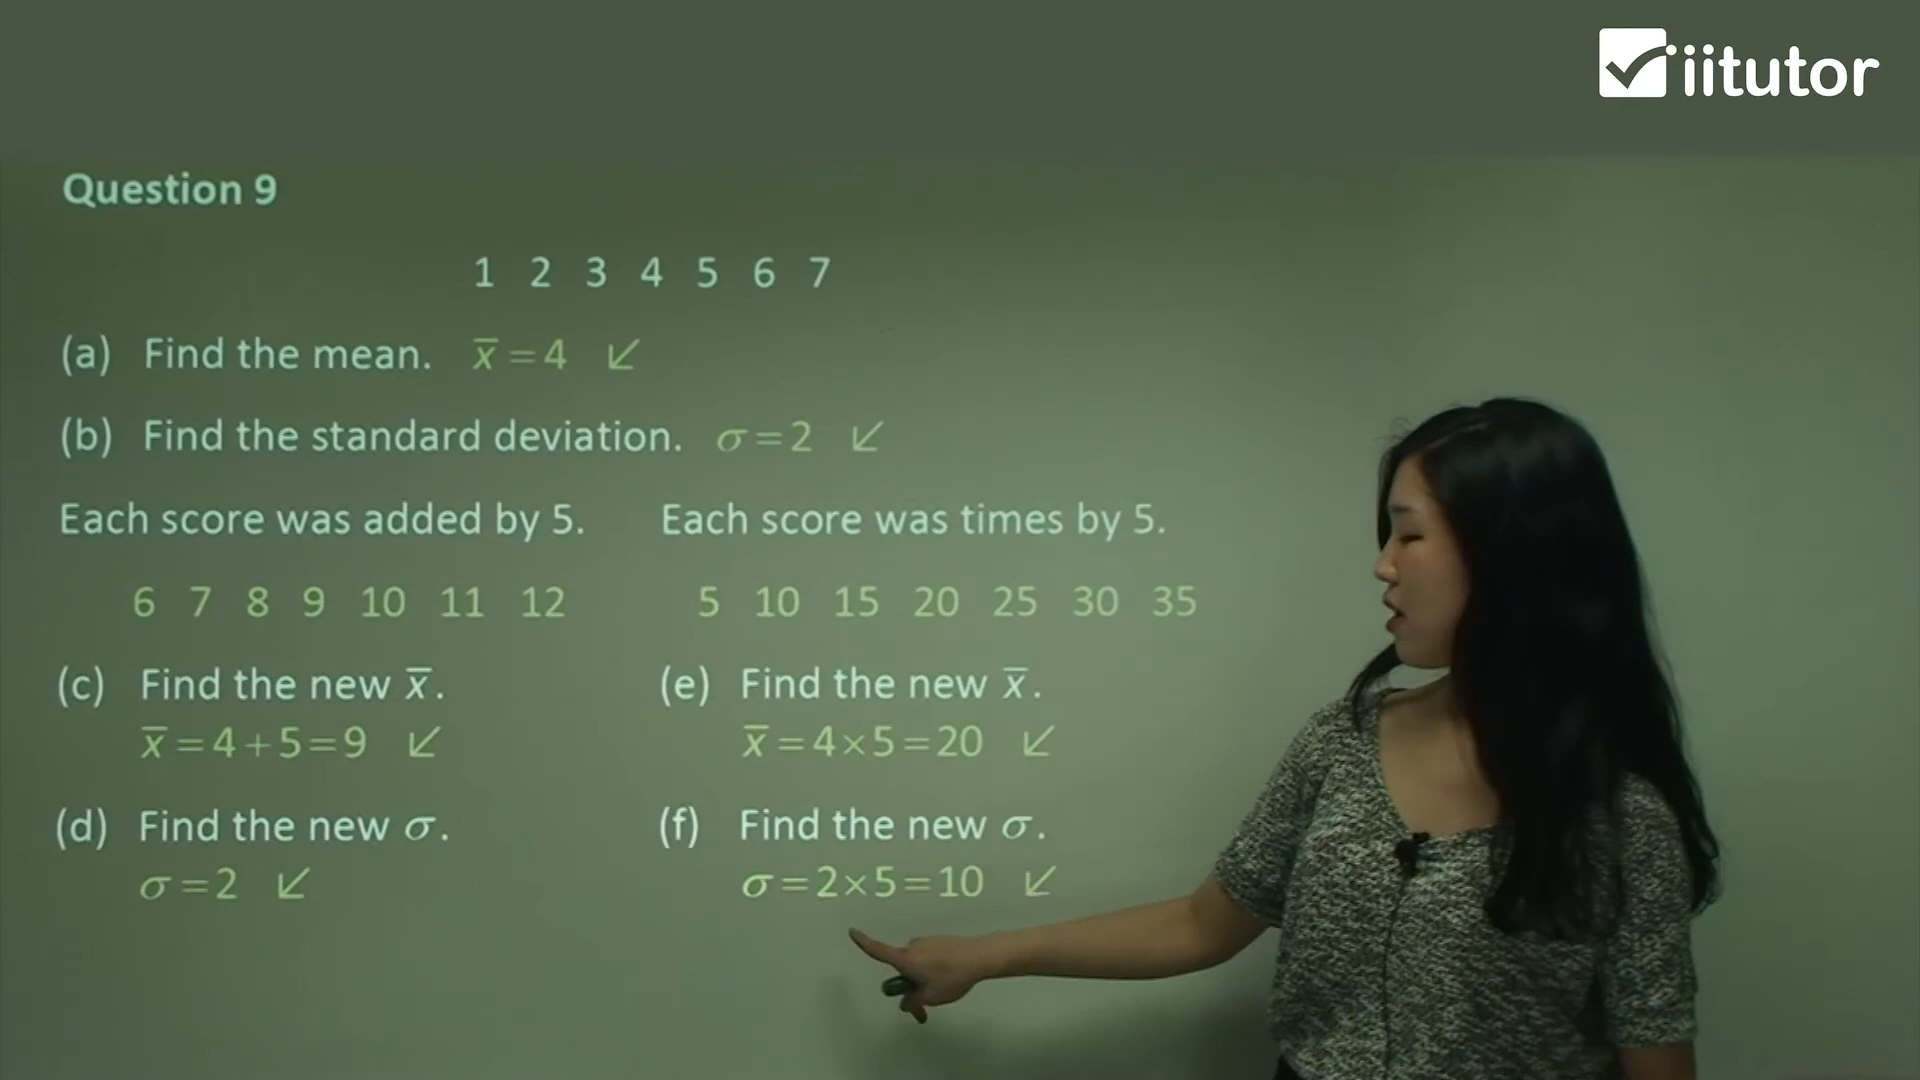 iitutor
Question 9
1 2 3 4 5 6 7
(a) Find the mean. x̄ = 4 ↙
(b) Find the standard deviation. σ = 2 ↙
Each score was added by 5.
6 7 8 9 10 11 12
(c) Find the new x̄.
x̄ = 4 + 5 = 9 ↙
(d) Find the new σ.
σ = 2 ↙
Each score was times by 5.
5 10 15 20 25 30 35
(e) Find the new x̄.
x̄ = 4 × 5 = 20 ↙
(f) Find the new σ.
σ = 2 × 5 = 10 ↙